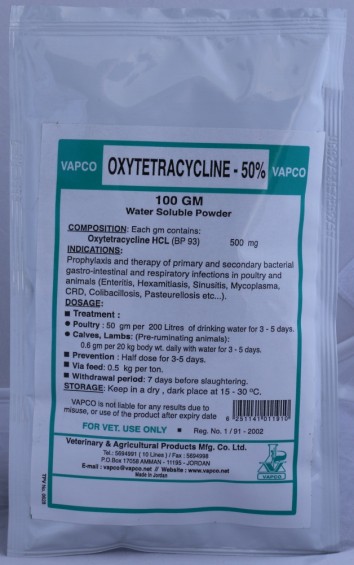 VAPCO OXYTETRACYCLINE - 50% VAPCO
100 GM
Water Soluble Powder
COMPOSITION: Each gm contains:
Oxytetracycline HCL (BP 93) 500 mg
INDICATIONS:
Prophylaxis and therapy of primary and secondary bacterial
gastro-intestinal and respiratory infections in poultry and
animals (Enteritis, Hexamitiasis, Sinusitis, Mycoplasma,
CRD, Colibacillosis, Pasteurellosis etc...).
DOSAGE:
■ Treatment :
● Poultry : 50 gm per 200 Litres of drinking water for 3 - 5 days.
● Calves, Lambs: (Pre-ruminating animals):
0.6 gm per 20 kg body wt. daily with water for 3 - 5 days.
■ Prevention : Half dose for 3-5 days.
■ Via feed: 0.5 kg per ton.
■ Withdrawal period: 7 days before slaughtering.
STORAGE: Keep in a dry , dark place at 15 - 30 ºC.
VAPCO is not liable for any results due to
misuse, or use of the product after expiry date
FOR VET. USE ONLY ● Reg. No. 1 / 91 - 2002
Veterinary & Agricultural Products Mfg. Co. Ltd.
Tel.: 5694991 ( 10 Lines ) / Fax : 5694998
P.O.Box 17058 AMMAN - 11195 - JORDAN
E-mail : vapco@vapco.net // Website : www.vapco.net
Made in Jordan
VAPCO